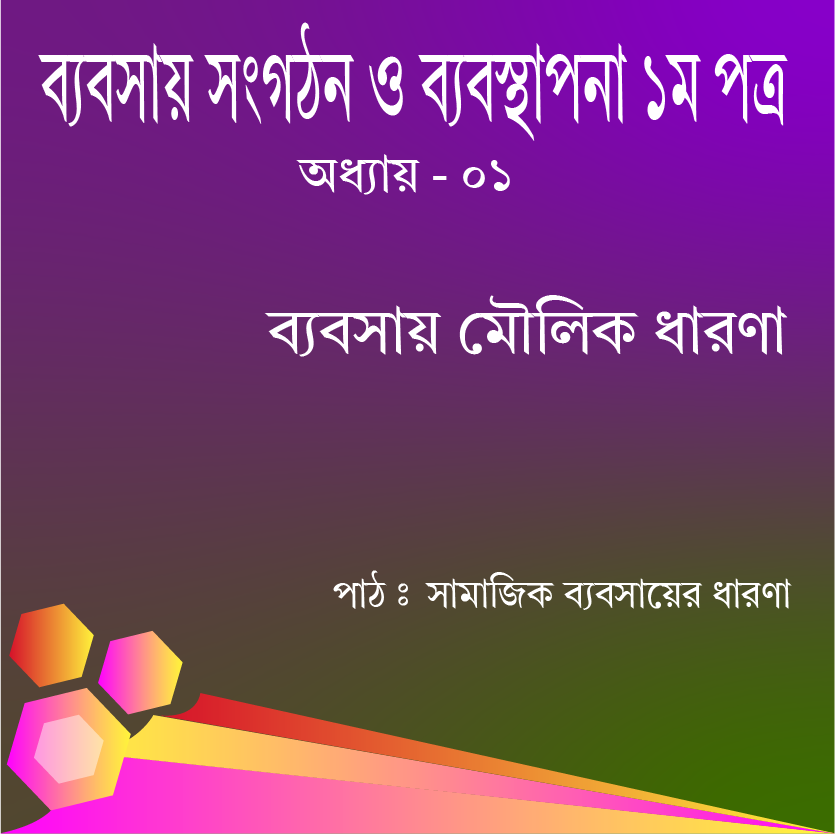 ব্যবসায় সংগঠন ও ব্যবস্থাপনা ১ম পত্র
অধ্যায় - ০১
ব্যবসায় মৌলিক ধারণা
পাঠ ঃ সামাজিক ব্যবসায়ের ধারণা